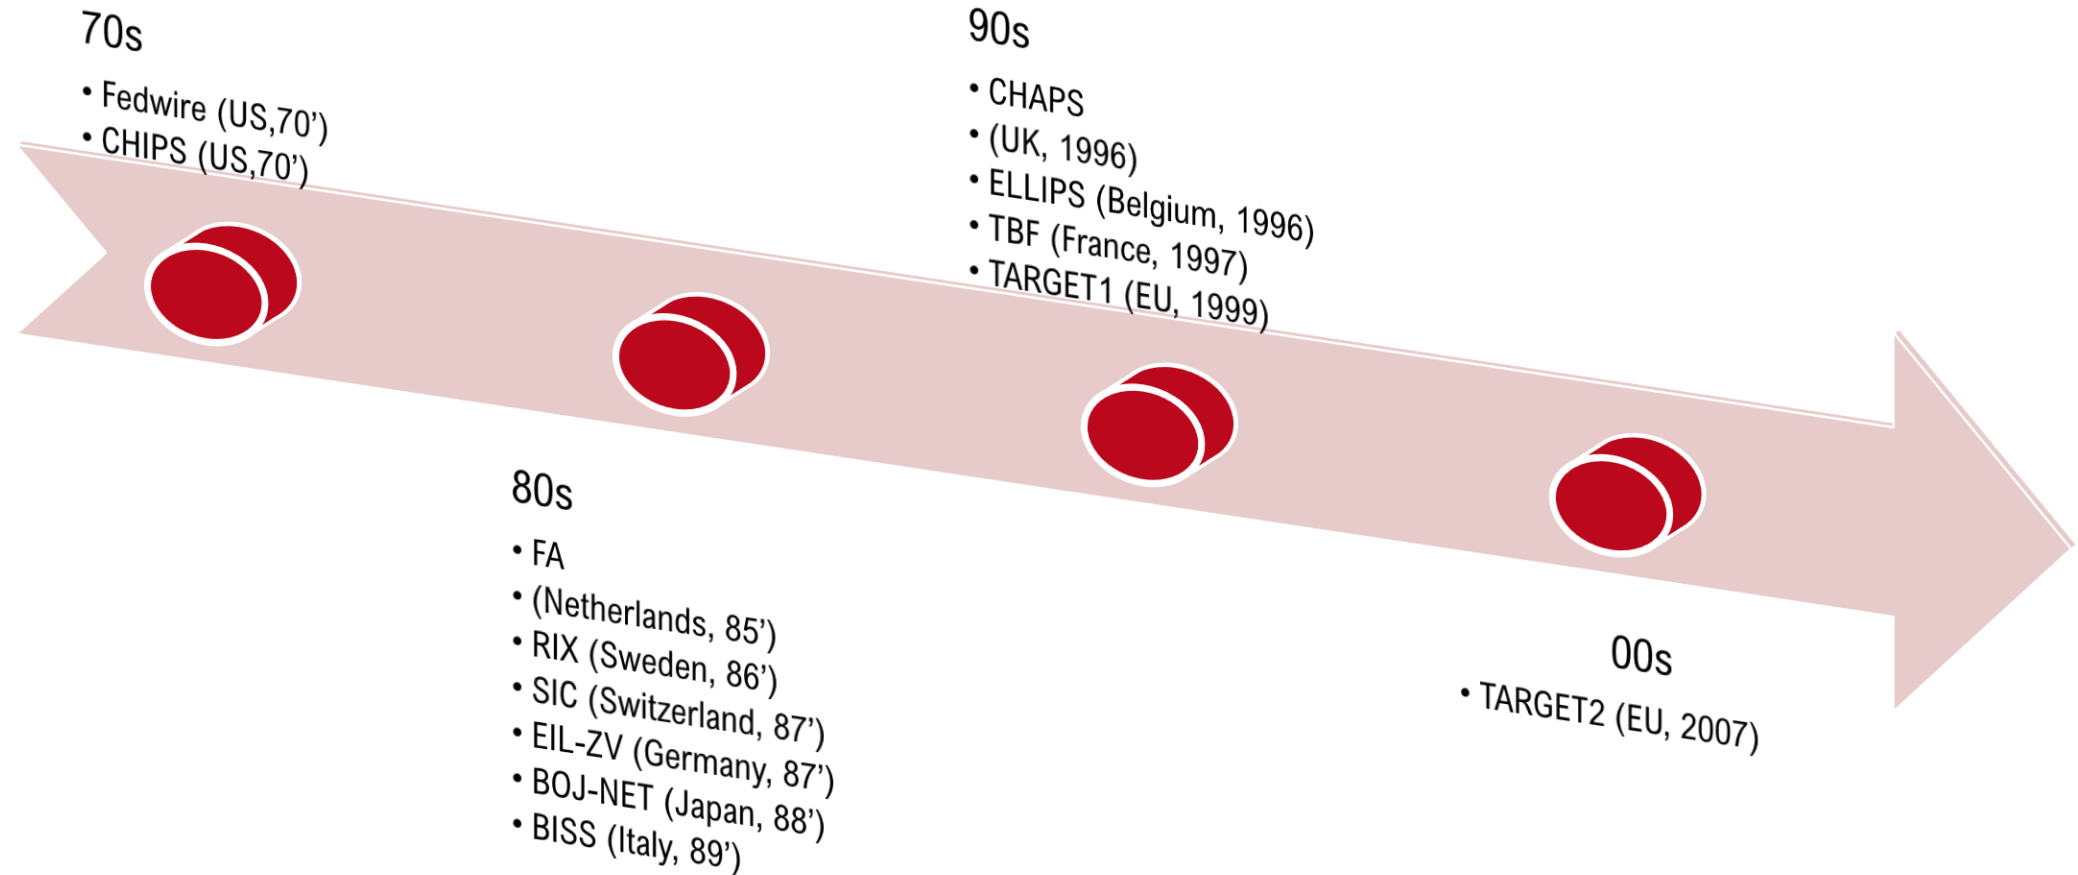 70s
• Fedwire (US,70’)
• CHIPS (US,70’)
80s
• FA
• (Netherlands, 85’)
• RIX (Sweden, 86’)
• SIC (Switzerland, 87’)
• EIL-ZV (Germany, 87’)
• BOJ-NET (Japan, 88’)
• BISS (Italy, 89’)
90s
• CHAPS
• (UK, 1996)
• ELLIPS (Belgium, 1996)
• TBF (France, 1997)
• TARGET1 (EU, 1999)
00s
• TARGET2 (EU, 2007)